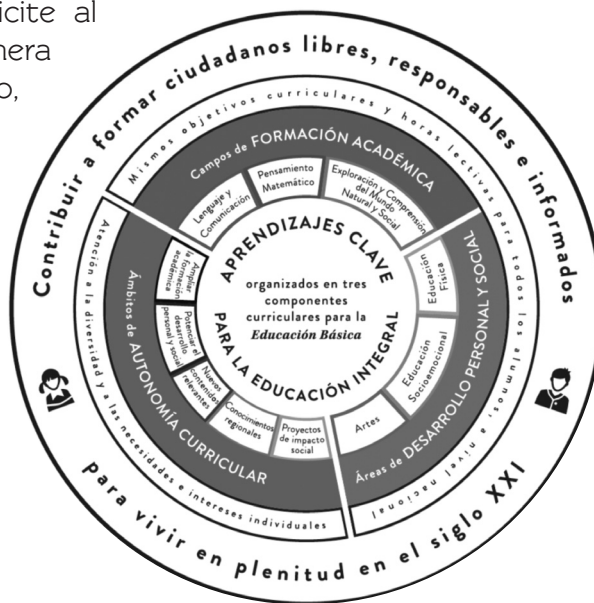 icite al
nera
o,
Contribuir a formar ciudadanos libres, responsables e informados
para vivir en plenitud en el siglo XXI
Mismos objetivos curriculares y horas lectivas para todos los alumnos, a nivel nacional
Atención a la diversidad y a las necesidades e intereses individuales
Campos de FORMACIÓN ACADÉMICA
Lenguaje y
Comunicación
Pensamiento
Matemático
Exploración y Comprensión
del Mundo
Natural y Social
Áreas de DESARROLLO PERSONAL Y SOCIAL
Educación
Física
Educación
Socioemocional
Artes
Ámbitos de AUTONOMÍA CURRICULAR
Ampliar
la formación
académica
Potenciar el
desarrollo
personal y social
Nuevos
contenidos
relevantes
Conocimientos
regionales
Proyectos
de impacto
social
APRENDIZAJES CLAVE
organizados en tres
componentes
curriculares para la
Educación Básica
PARA LA EDUCACIÓN INTEGRAL